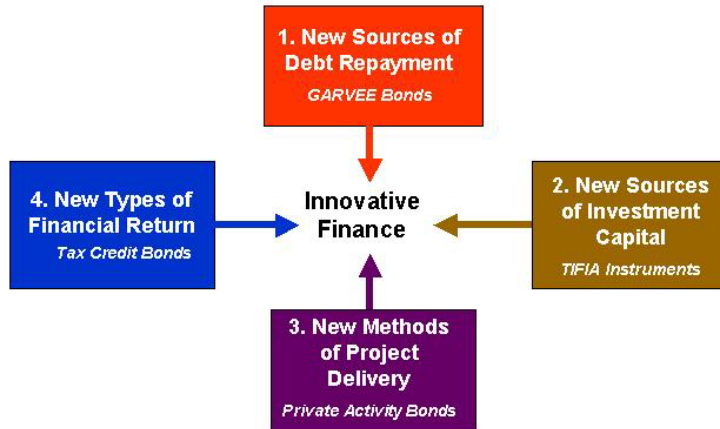 1. New Sources of
Debt Repayment
GARVEE Bonds
4. New Types of
Financial Return
Tax Credit Bonds
Innovative
Finance
2. New Sources
of Investment
Capital
TIFIA Instruments
3. New Methods
of Project
Delivery
Private Activity Bonds